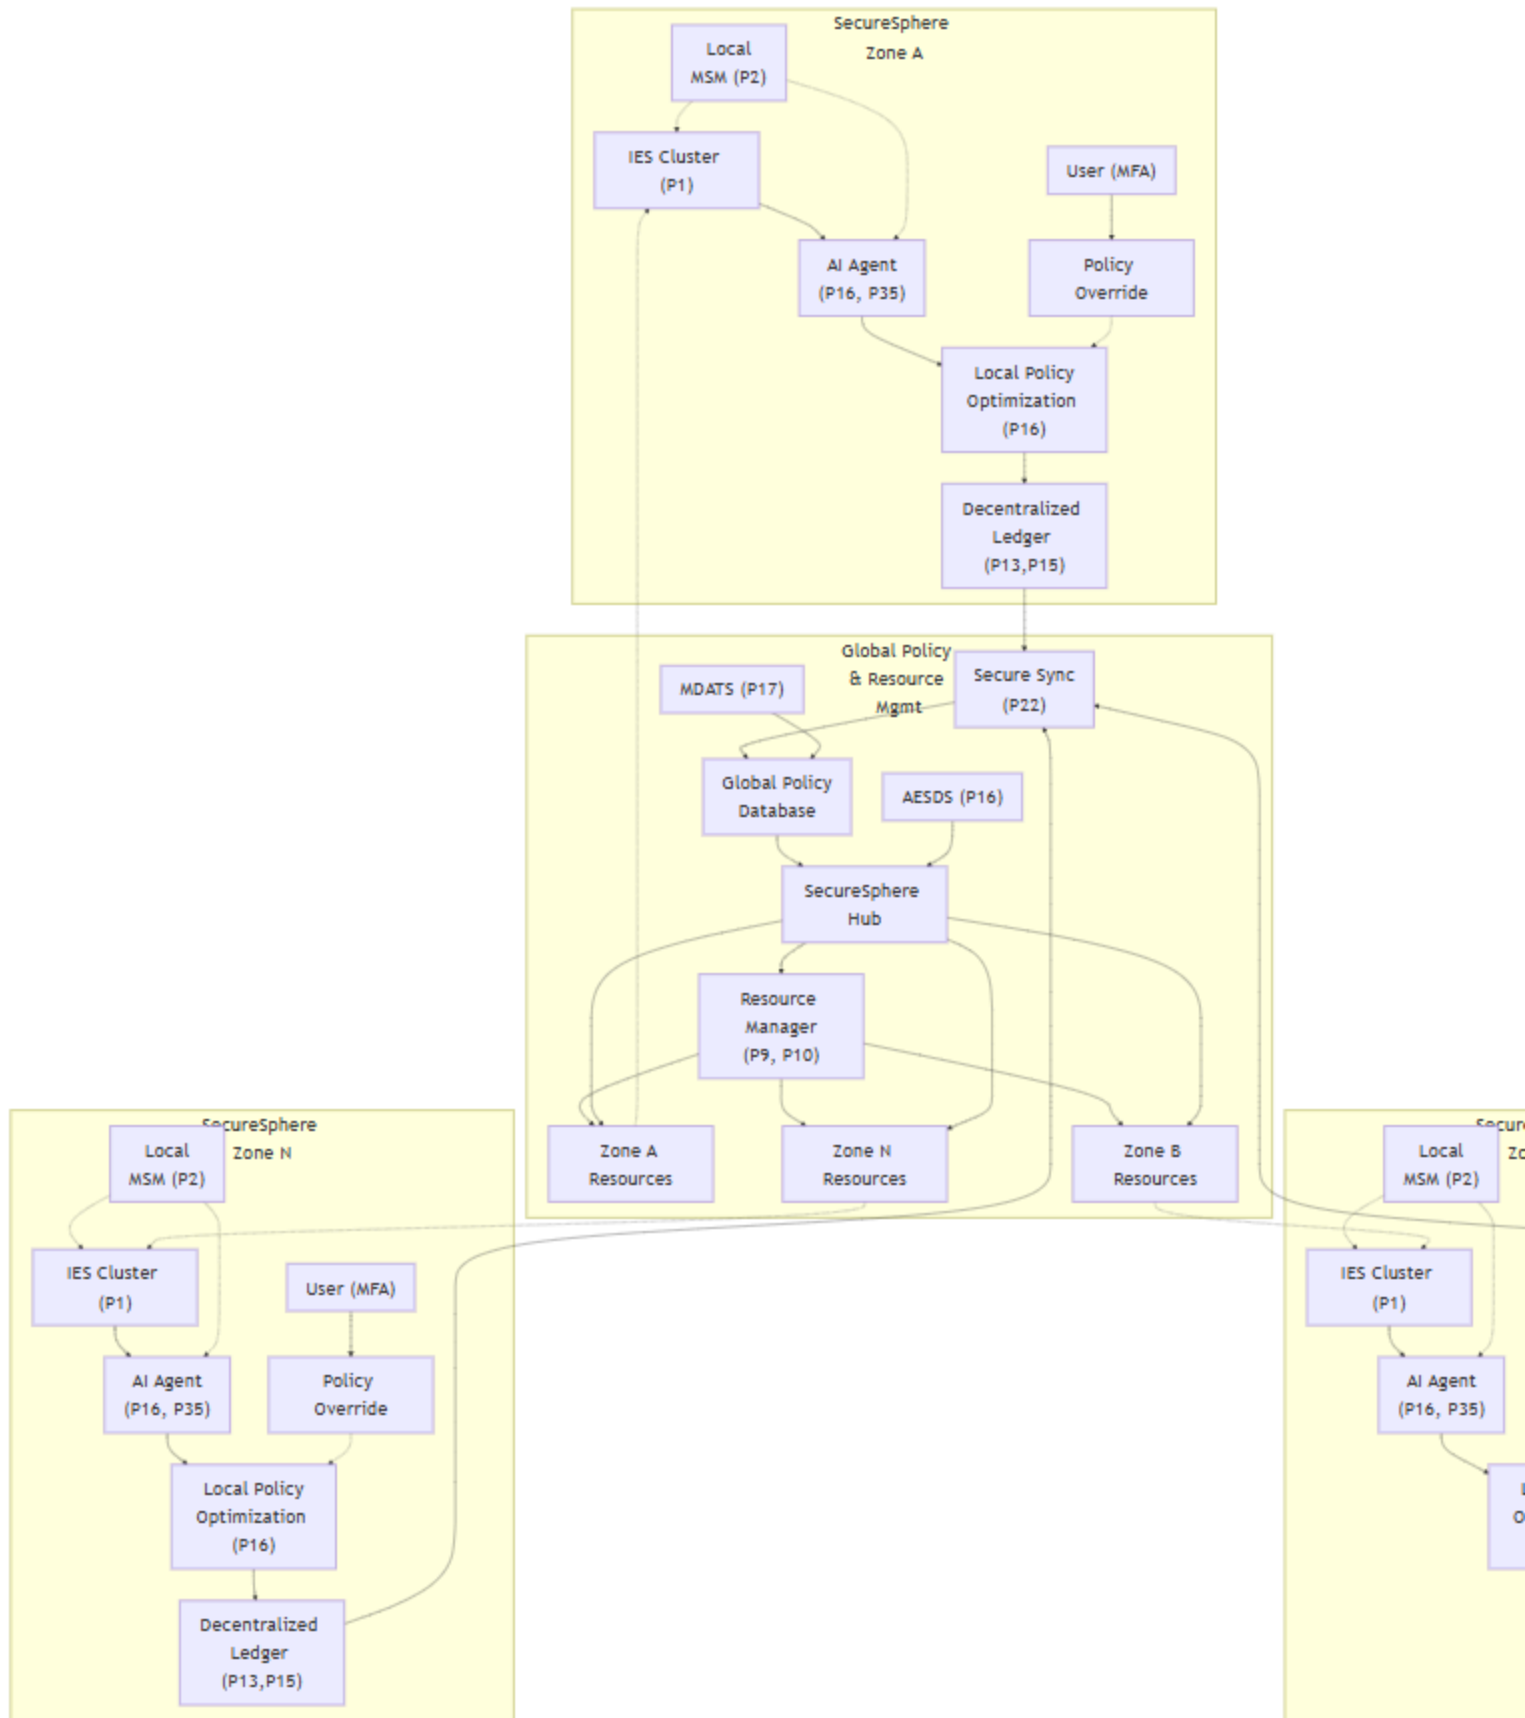 SecureSphere
Zone A
Local
MSM (P2)
IES Cluster
(P1)
User (MFA)
AI Agent
(P16, P35)
Policy
Override
Local Policy
Optimization
(P16)
Decentralized
Ledger
(P13,P15)
Global Policy
& Resource
Mgmt
Secure Sync
(P22)
MDATS (P17)
Global Policy
Database
AESDS (P16)
SecureSphere
Hub
Resource
Manager
(P9, P10)
Zone A
Resources
Zone N
Resources
Zone B
Resources
SecureSphere
Zone N
Local
MSM (P2)
IES Cluster
(P1)
User (MFA)
AI Agent
(P16, P35)
Policy
Override
Local Policy
Optimization
(P16)
Decentralized
Ledger
(P13,P15)
Local
MSM (P2)
IES Cluster
(P1)
AI Agent
(P16, P35)